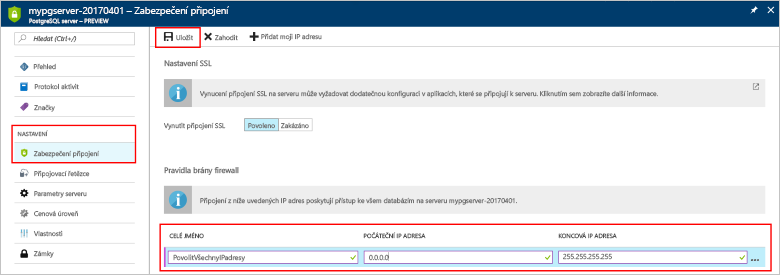 mypgserver-20170401 – Zabezpečení připojení
PostgreSQL server – PREVIEW
Hledat (Ctrl+/)
Přehled
Protokol aktivit
Značky
NASTAVENÍ
Zabezpečení připojení
Připojovací řetězce
Parametry serveru
Cenová úroveň
Vlastnosti
Zámky
Uložit
Zahodit
Přidat moji IP adresu
Nastavení SSL
Vynucení připojení SSL na serveru může vyžadovat dodatečnou konfiguraci v aplikacích, které se připojují k serveru. Kliknutím sem zobrazíte další informace.
Vynutit připojení SSL
Povoleno
Zakázáno
Pravidla brány firewall
Připojení z níže uvedených IP adres poskytují přístup ke všem databázím na serveru mypgserver-20170401.
CELÉ JMÉNO
POČÁTEČNÍ IP ADRESA
KONCOVÁ IP ADRESA
PovolitVšechnyIPadresy
0.0.0.0
255.255.255.255
...